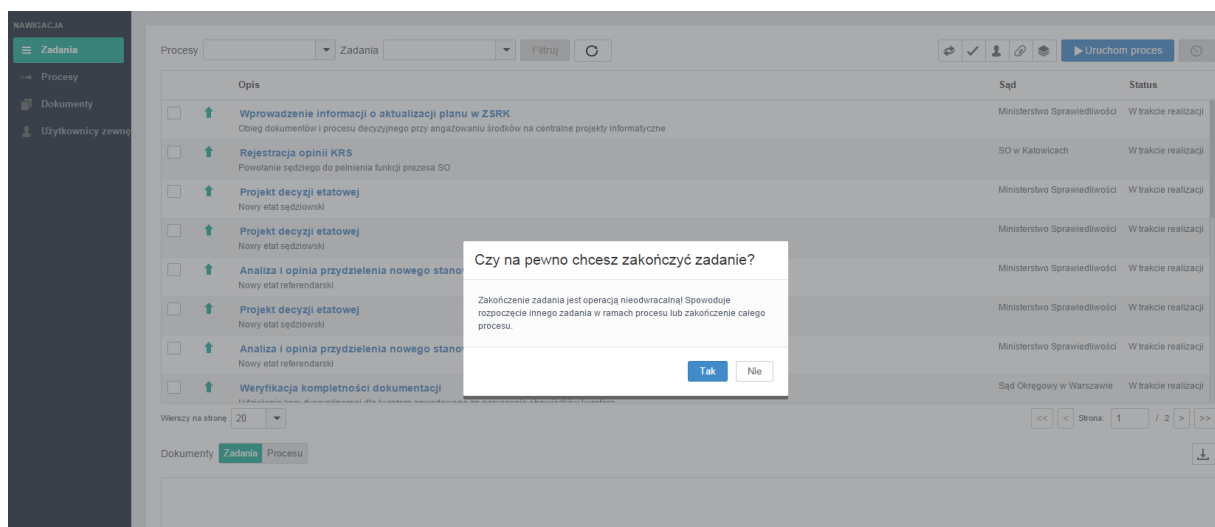 NAWIGACJA
Zadania
Procesy
Dokumenty
Użytkownicy zewnę
Procesy Zadania Filtruj Uruchom proces
Opis Sąd Status
Wprowadzenie informacji o aktualizacji planu w ZSRK Ministerstwo Sprawiedliwości W trakcie realizacji
Obieg dokumentów i procesu decyzyjnego przy angażowaniu środków na centralne projekty informatyczne
Rejestracja opinii KRS SO w Katowicach W trakcie realizacji
Powołanie sędziego do pełnienia funkcji prezesa SO
Projekt decyzji etatowej Ministerstwo Sprawiedliwości W trakcie realizacji
Nowy etat sędziowski
Projekt decyzji etatowej Ministerstwo Sprawiedliwości W trakcie realizacji
Nowy etat sędziowski
Analiza i opinia przydzielenia nowego stano Ministerstwo Sprawiedliwości W trakcie realizacji
Nowy etat referendarski
Projekt decyzji etatowej Ministerstwo Sprawiedliwości W trakcie realizacji
Nowy etat sędziowski
Analiza i opinia przydzielenia nowego stano Ministerstwo Sprawiedliwości W trakcie realizacji
Nowy etat referendarski
Weryfikacja kompletności dokumentacji Sąd Okręgowy w Warszawie W trakcie realizacji
Czy na pewno chcesz zakończyć zadanie?
Zakończenie zadania jest operacją nieodwracalną! Spowoduje
rozpoczęcie innego zadania w ramach procesu lub zakończenie całego
procesu.
Tak Nie
Wierszy na stronę 20 << < Strona: 1 / 2 > >>
Dokumenty Zadania Procesu